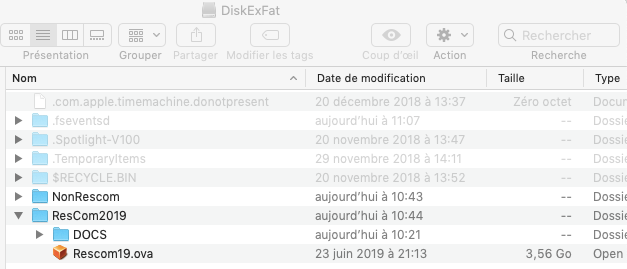 DiskExFat
Présentation Grouper Partager Modifier les tags Coup d’œil Action Rechercher Recherche
Nom Date de modification Taille Type
.com.apple.timemachine.donotpresent 20 décembre 2018 à 13:37 Zéro octet Docum
.fseventsd aujourd’hui à 11:07 -- Dossie
.Spotlight-V100 20 novembre 2018 à 13:47 -- Dossie
.TemporaryItems 29 novembre 2018 à 14:11 -- Dossie
$RECYCLE.BIN 20 novembre 2018 à 13:52 -- Dossie
NonRescom aujourd’hui à 10:43 -- Dossie
ResCom2019 aujourd’hui à 10:44 -- Dossie
DOCS aujourd’hui à 10:21 -- Dossie
Rescom19.ova 23 juin 2019 à 21:13 3,56 Go Open